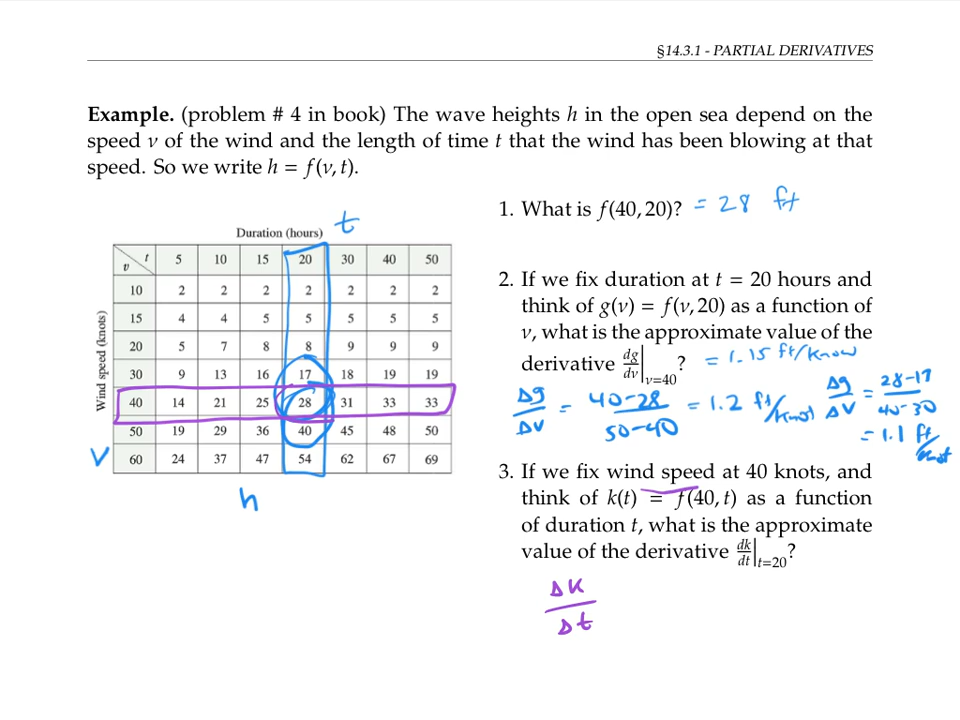 §14.3.1 - PARTIAL DERIVATIVES
Example. (problem # 4 in book) The wave heights h in the open sea depend on the
speed v of the wind and the length of time t that the wind has been blowing at that
speed. So we write h = f(v, t).
t
Duration (hours)
v t 5 10 15 20 30 40 50
10 2 2 2 2 2 2 2
15 4 4 5 5 5 5 5
20 5 7 8 8 9 9 9
30 9 13 16 17 18 19 19
40 14 21 25 28 31 33 33
50 19 29 36 40 45 48 50
60 24 37 47 54 62 67 69
Wind speed (knots)
v
h
1. What is f(40, 20)? = 28 ft
2. If we fix duration at t = 20 hours and
think of g(v) = f(v, 20) as a function of
v, what is the approximate value of the
derivative dg/dv|v=40 ? = 1.15 ft/know
Δg/ΔV = 40-28/50-40 = 1.2 ft/knot
Δg/ΔV = 28-17/40-30
= 1.1 ft/knot
3. If we fix wind speed at 40 knots, and
think of k(t) = f(40, t) as a function
of duration t, what is the approximate
value of the derivative dk/dt|t=20?
ΔK/Δt